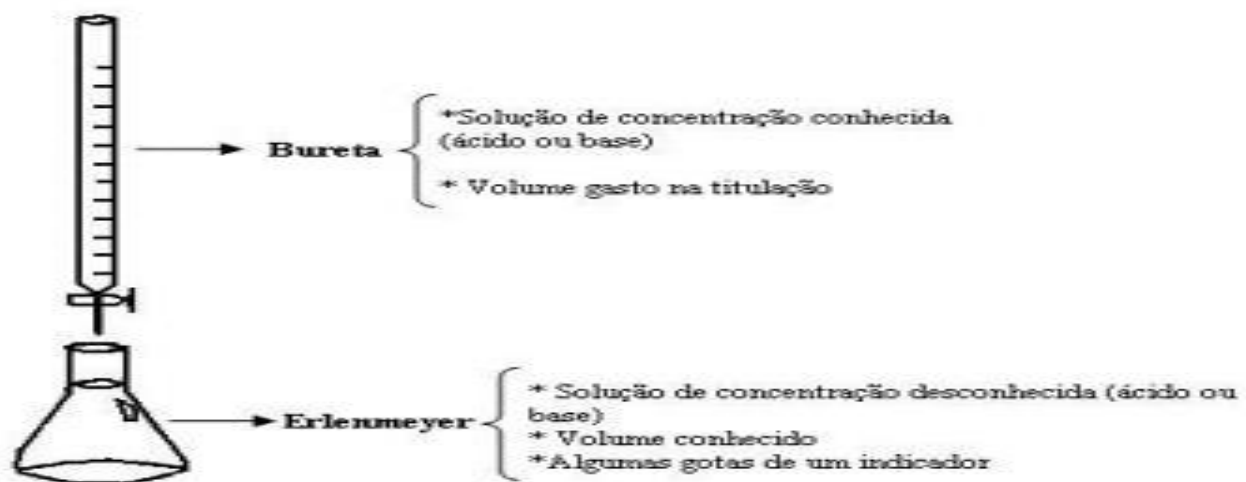 *Solução de concentração conhecida
(ácido ou base)
Bureta
* Volume gasto na titulação
* Solução de concentração desconhecida (ácido ou
base)
Erlenmeyer
* Volume conhecido
*Algumas gotas de um indicador